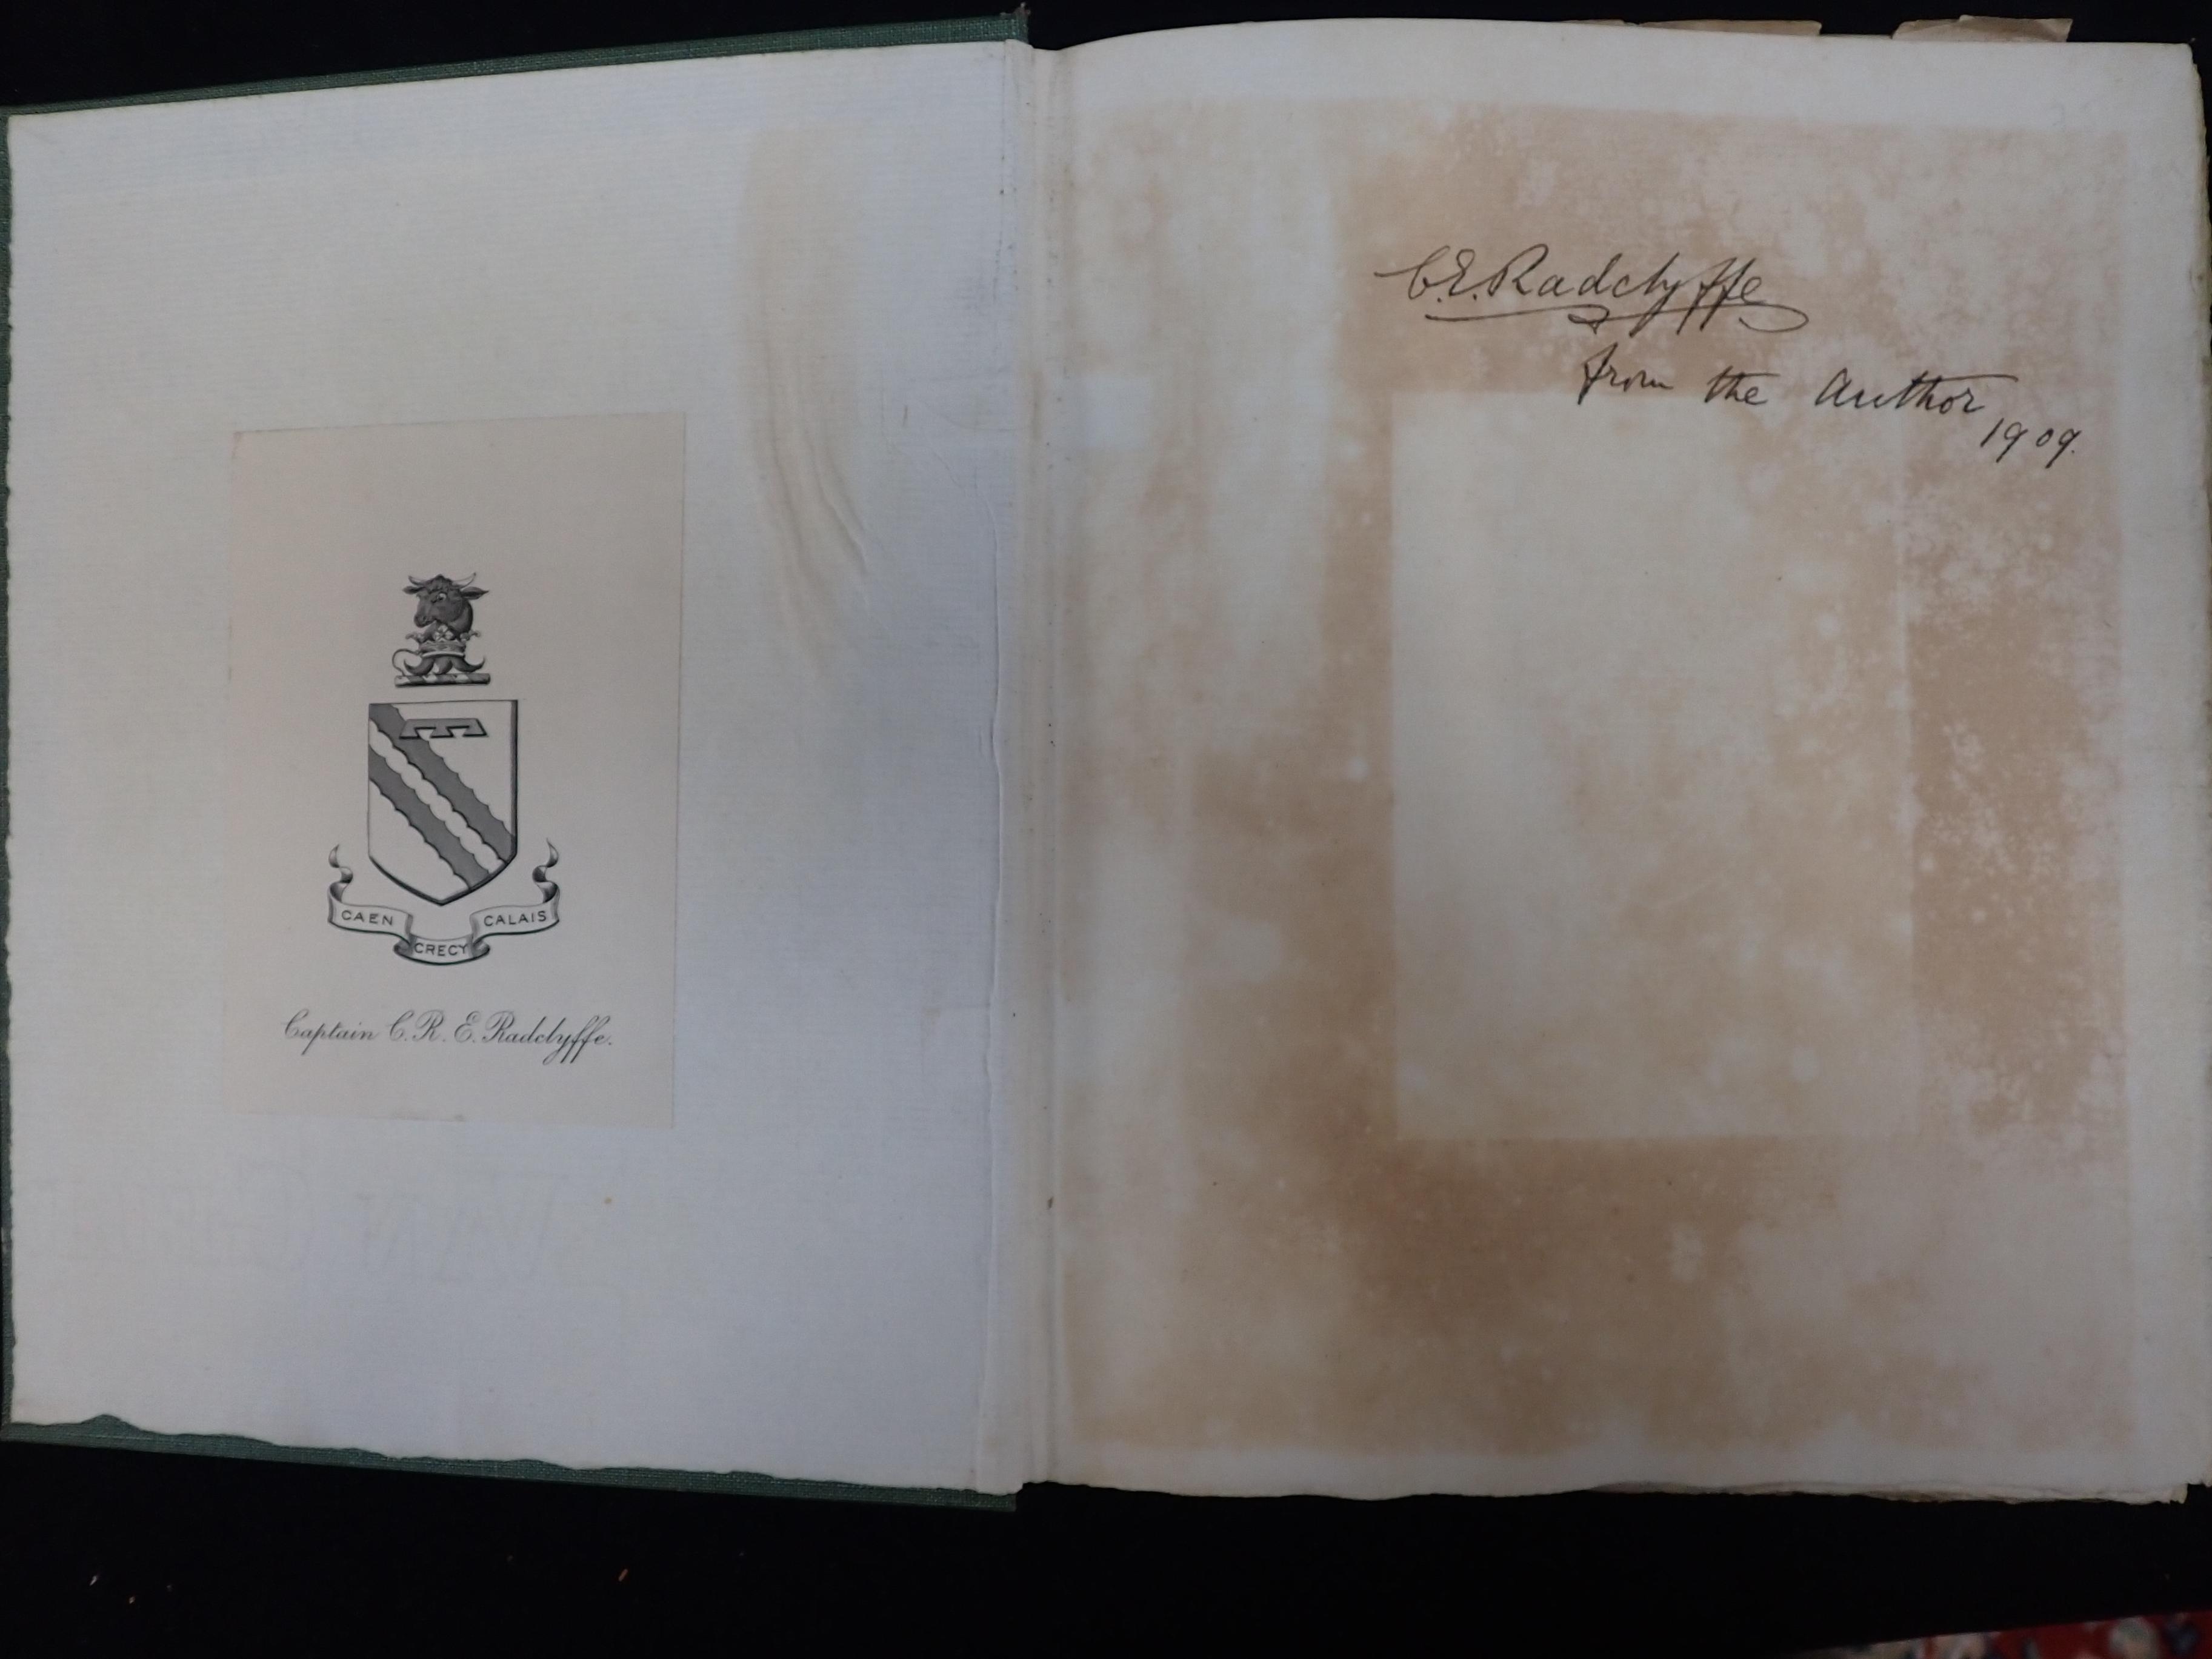 CAEN
CRECY
CALAIS
Captain C. R. E. Radclyffe.
C.E. Radclyffe
from the Author
1909.